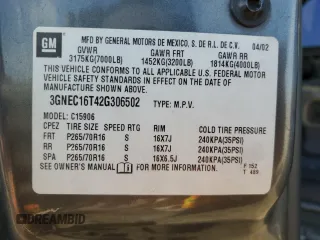 GM
MFD BY GENERAL MOTORS DE MEXICO, S. DE R.L. DE C.V. 04/02
GVWR GAWR FRT GAWR RR
3175KG(7000LB) 1452KG(3200LB) 1814KG(4000LB)
THIS VEHICLE CONFORMS TO ALL APPLICABLE U.S. FEDERAL MOTOR
VEHICLE SAFETY STANDARDS IN EFFECT ON THE DATE OF
MANUFACTURE SHOWN ABOVE.
3GNEC16T42G306502 TYPE: M.P.V.
MODEL: C15906
TIRE SIZE SPEED RTG RIM COLD TIRE PRESSURE
FRT P265/70R16 S 16X7J 240KPA(35PSI)
RR P265/70R16 S 16X7J 240KPA(35PSI)
SPA P265/70R16 S 16X6.5J 240KPA(35PSI)
SEE OWNER'S MANUAL FOR MORE INFORMATION.
AUTOBIDMASTER